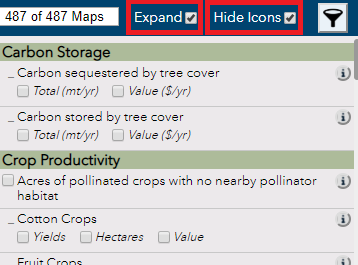 487 of 487 Maps Expand Hide Icons
Carbon Storage
_ Carbon sequestered by tree cover
Total (mt/yr) Value ($/yr)
_ Carbon stored by tree cover
Total (mt/yr) Value ($/yr)
Crop Productivity
Acres of pollinated crops with no nearby pollinator
habitat
_ Cotton Crops
Yields Hectares Value
Fruit Crops